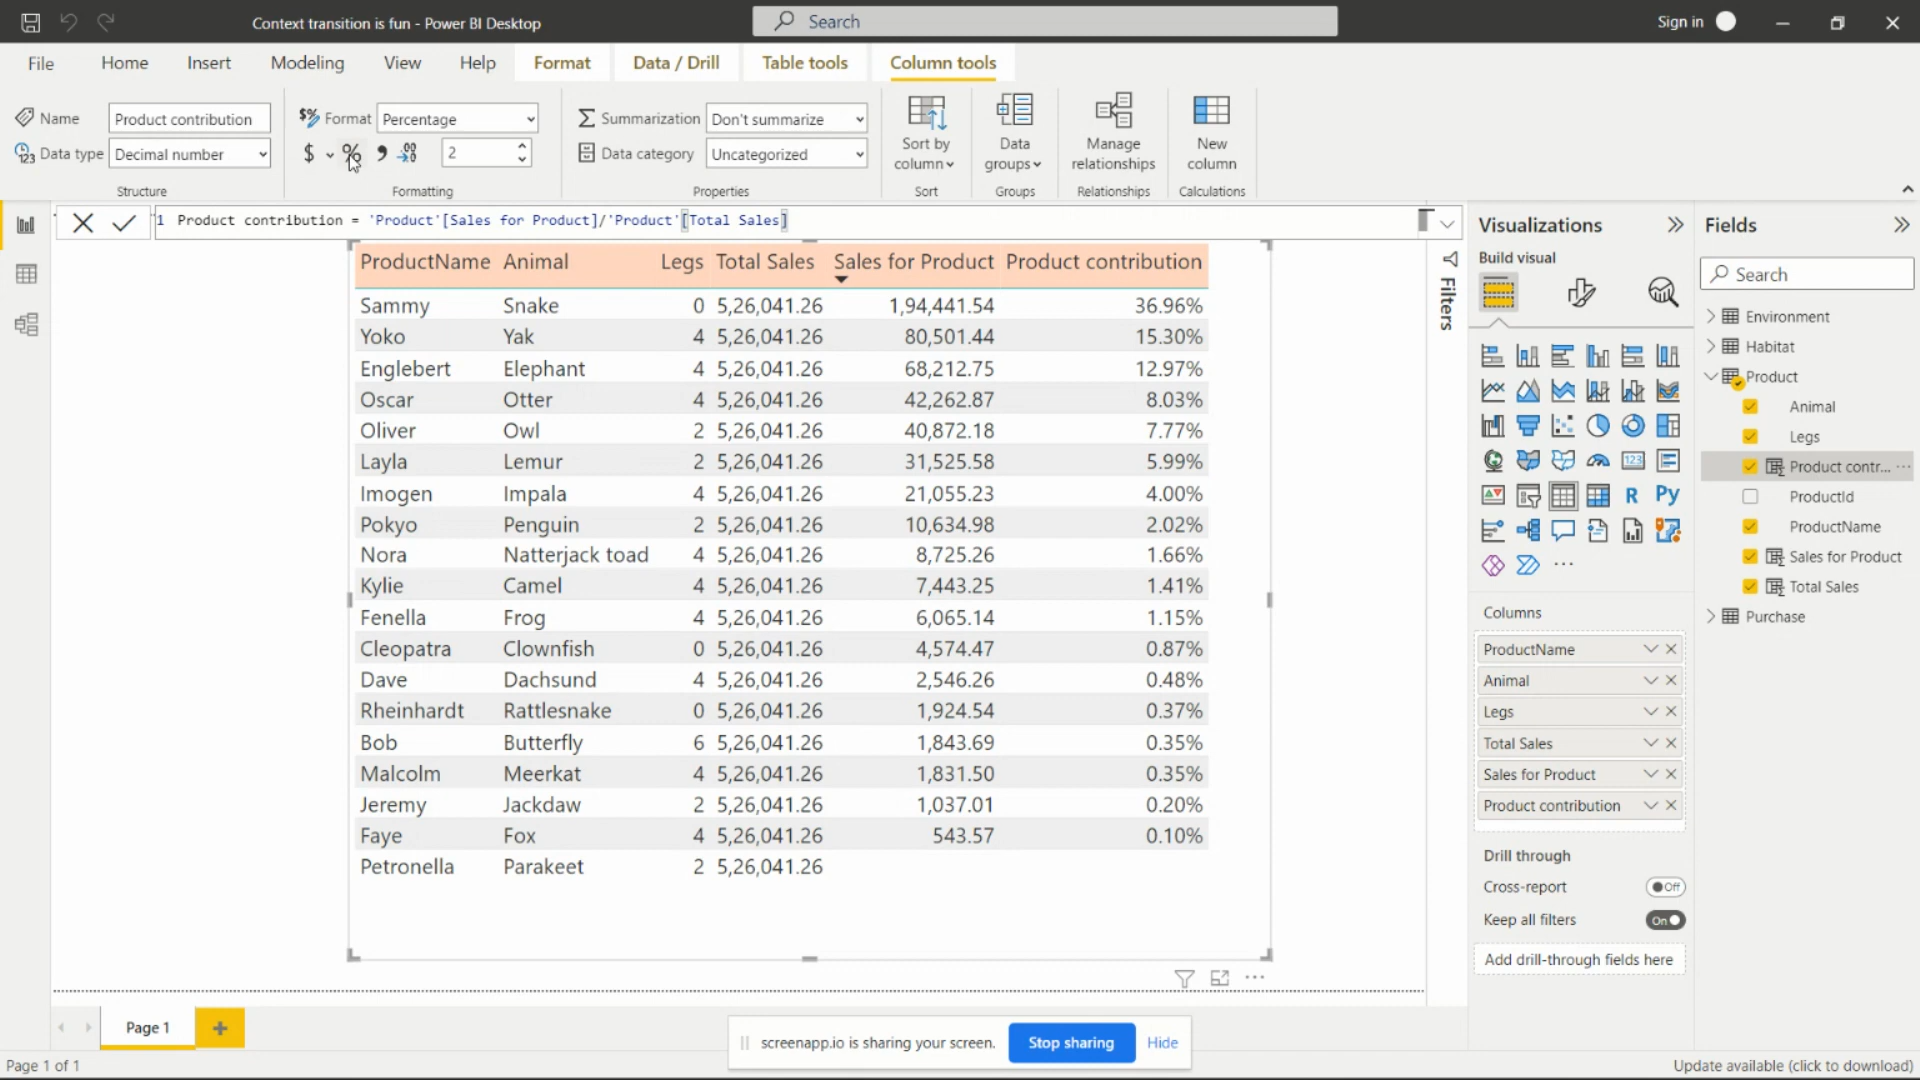 Context transition is fun - Power BI Desktop
Search
Sign in
File Home Insert Modeling View Help Format Data / Drill Table tools Column tools
Name Product contribution
Data type Decimal number
Structure
Format Percentage
$ % 2
Formatting
Summarization Don't summarize
Data category Uncategorized
Properties
Sort by column
Sort
Data groups
Groups
Manage relationships
Relationships
New column
Calculations
1 Product contribution = 'Product'[Sales for Product]/'Product'[Total Sales]
ProductName Animal Legs Total Sales Sales for Product Product contribution
Sammy Snake 0 5,26,041.26 1,94,441.54 36.96%
Yoko Yak 4 5,26,041.26 80,501.44 15.30%
Englebert Elephant 4 5,26,041.26 68,212.75 12.97%
Oscar Otter 4 5,26,041.26 42,262.87 8.03%
Oliver Owl 2 5,26,041.26 40,872.18 7.77%
Layla Lemur 2 5,26,041.26 31,525.58 5.99%
Imogen Impala 4 5,26,041.26 21,055.23 4.00%
Pokyo Penguin 2 5,26,041.26 10,634.98 2.02%
Nora Natterjack toad 4 5,26,041.26 8,725.26 1.66%
Kylie Camel 4 5,26,041.26 7,443.25 1.41%
Fenella Frog 4 5,26,041.26 6,065.14 1.15%
Cleopatra Clownfish 0 5,26,041.26 4,574.47 0.87%
Dave Dachsund 4 5,26,041.26 2,546.26 0.48%
Rheinhardt Rattlesnake 0 5,26,041.26 1,924.54 0.37%
Bob Butterfly 6 5,26,041.26 1,843.69 0.35%
Malcolm Meerkat 4 5,26,041.26 1,831.50 0.35%
Jeremy Jackdaw 2 5,26,041.26 1,037.01 0.20%
Faye Fox 4 5,26,041.26 543.57 0.10%
Petronella Parakeet 2 5,26,041.26
Filters
Visualizations
Build visual
123
R
Py
Columns
ProductName
Animal
Legs
Total Sales
Sales for Product
Product contribution
Drill through
Cross-report Off
Keep all filters On
Add drill-through fields here
Fields
Search
Environment
Habitat
Product
Animal
Legs
Product contr...
ProductId
ProductName
Sales for Product
Total Sales
Purchase
Page 1
screenapp.io is sharing your screen. Stop sharing Hide
Page 1 of 1
Update available (click to download)